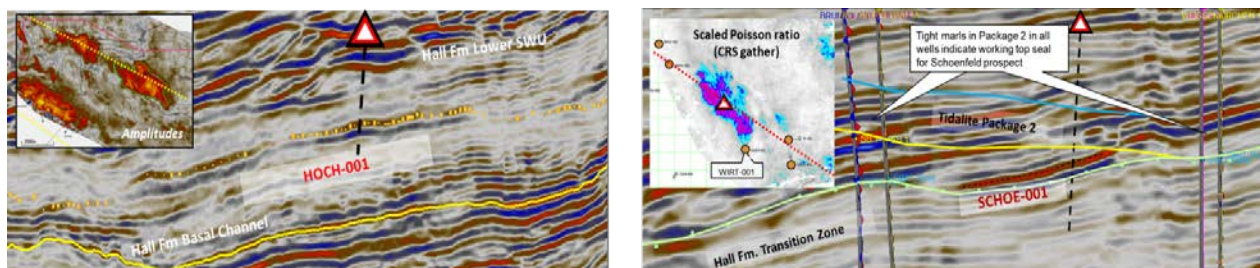 Hall Fm Lower SWU
Amplitudes
HOCH-001
Hall Fm Basal Channel
Scaled Poisson ratio
(CRS gather)
WIRT-001
Tight marls in Package 2 in all
wells indicate working top seal
for Schoenfeld prospect
Tidalite Package 2
SCHOE-001
Hall Fm. Transition Zone